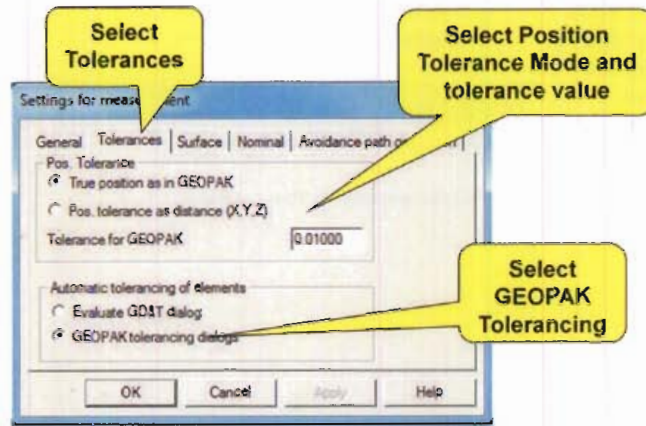 Select
Tolerances
Select Position
Tolerance Mode and
tolerance value
Settings for measurement
General Tolerances Surface Nominal Avoidance path
Pos. Tolerance
True position as in GEOPAK
Pos. tolerance as distance (X,Y,Z)
Tolerance for GEOPAK 0.01000
Automatic tolerancing of elements
Evaluate GD&T dialog
GEOPAK tolerancing dialogs
Select
GEOPAK
Tolerancing
OK Cancel Apply Help